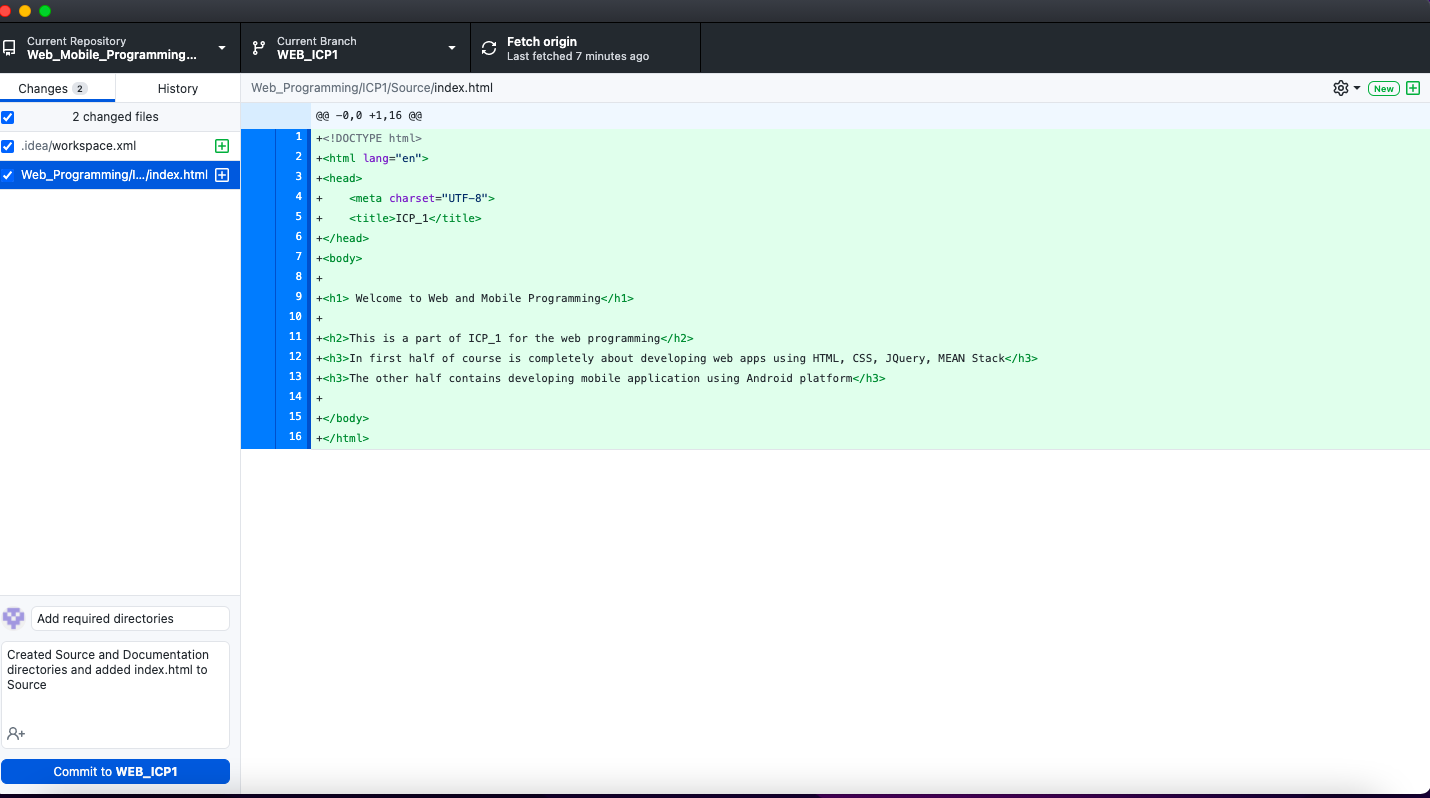 Current Repository
Web_Mobile_Programming...
Current Branch
WEB_ICP1
Fetch origin
Last fetched 7 minutes ago
Changes 2
History
Web_Programming/ICP1/Source/index.html
New
2 changed files
.idea/workspace.xml
Web_Programming/I.../index.html
@@ -0,0 +1,16 @@
1 +<!DOCTYPE html>
2 +<html lang="en">
3 +<head>
4 +    <meta charset="UTF-8">
5 +    <title>ICP_1</title>
6 +</head>
7 +<body>
8 +
9 +<h1> Welcome to Web and Mobile Programming</h1>
10 +
11 +<h2>This is a part of ICP_1 for the web programming</h2>
12 +<h3>In first half of course is completely about developing web apps using HTML, CSS, JQuery, MEAN Stack</h3>
13 +<h3>The other half contains developing mobile application using Android platform</h3>
14 +
15 +</body>
16 +</html>
Add required directories
Created Source and Documentation
directories and added index.html to
Source
Commit to WEB_ICP1